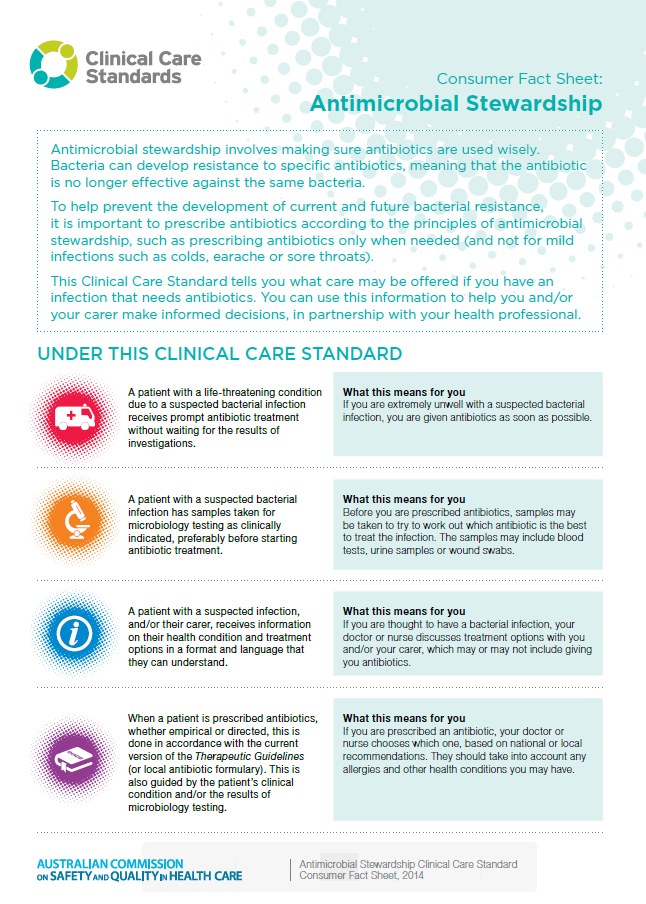 Clinical Care
Standards
Consumer Fact Sheet:
Antimicrobial Stewardship
Antimicrobial stewardship involves making sure antibiotics are used wisely.
Bacteria can develop resistance to specific antibiotics, meaning that the antibiotic
is no longer effective against the same bacteria.
To help prevent the development of current and future bacterial resistance,
it is important to prescribe antibiotics according to the principles of antimicrobial
stewardship, such as prescribing antibiotics only when needed (and not for mild
infections such as colds, earache or sore throats).
This Clinical Care Standard tells you what care may be offered if you have an
infection that needs antibiotics. You can use this information to help you and/or
your carer make informed decisions, in partnership with your health professional.
UNDER THIS CLINICAL CARE STANDARD
A patient with a life-threatening condition
due to a suspected bacterial infection
receives prompt antibiotic treatment
without waiting for the results of
investigations.
What this means for you
If you are extremely unwell with a suspected bacterial
infection, you are given antibiotics as soon as possible.
A patient with a suspected bacterial
infection has samples taken for
microbiology testing as clinically
indicated, preferably before starting
antibiotic treatment.
What this means for you
Before you are prescribed antibiotics, samples may
be taken to try to work out which antibiotic is the best
to treat the infection. The samples may include blood
tests, urine samples or wound swabs.
A patient with a suspected infection,
and/or their carer, receives information
on their health condition and treatment
options in a format and language that
they can understand.
What this means for you
If you are thought to have a bacterial infection, your
doctor or nurse discusses treatment options with you
and/or your carer, which may or may not include giving
you antibiotics.
When a patient is prescribed antibiotics,
whether empirical or directed, this is
done in accordance with the current
version of the Therapeutic Guidelines
(or local antibiotic formulary). This is
also guided by the patient's clinical
condition and/or the results of
microbiology testing.
What this means for you
If you are prescribed an antibiotic, your doctor or
nurse chooses which one, based on national or local
recommendations. They should take into account any
allergies and other health conditions you may have.
AUSTRALIAN COMMISSION
ON SAFETY AND QUALITY IN HEALTH CARE
Antimicrobial Stewardship Clinical Care Standard
Consumer Fact Sheet, 2014